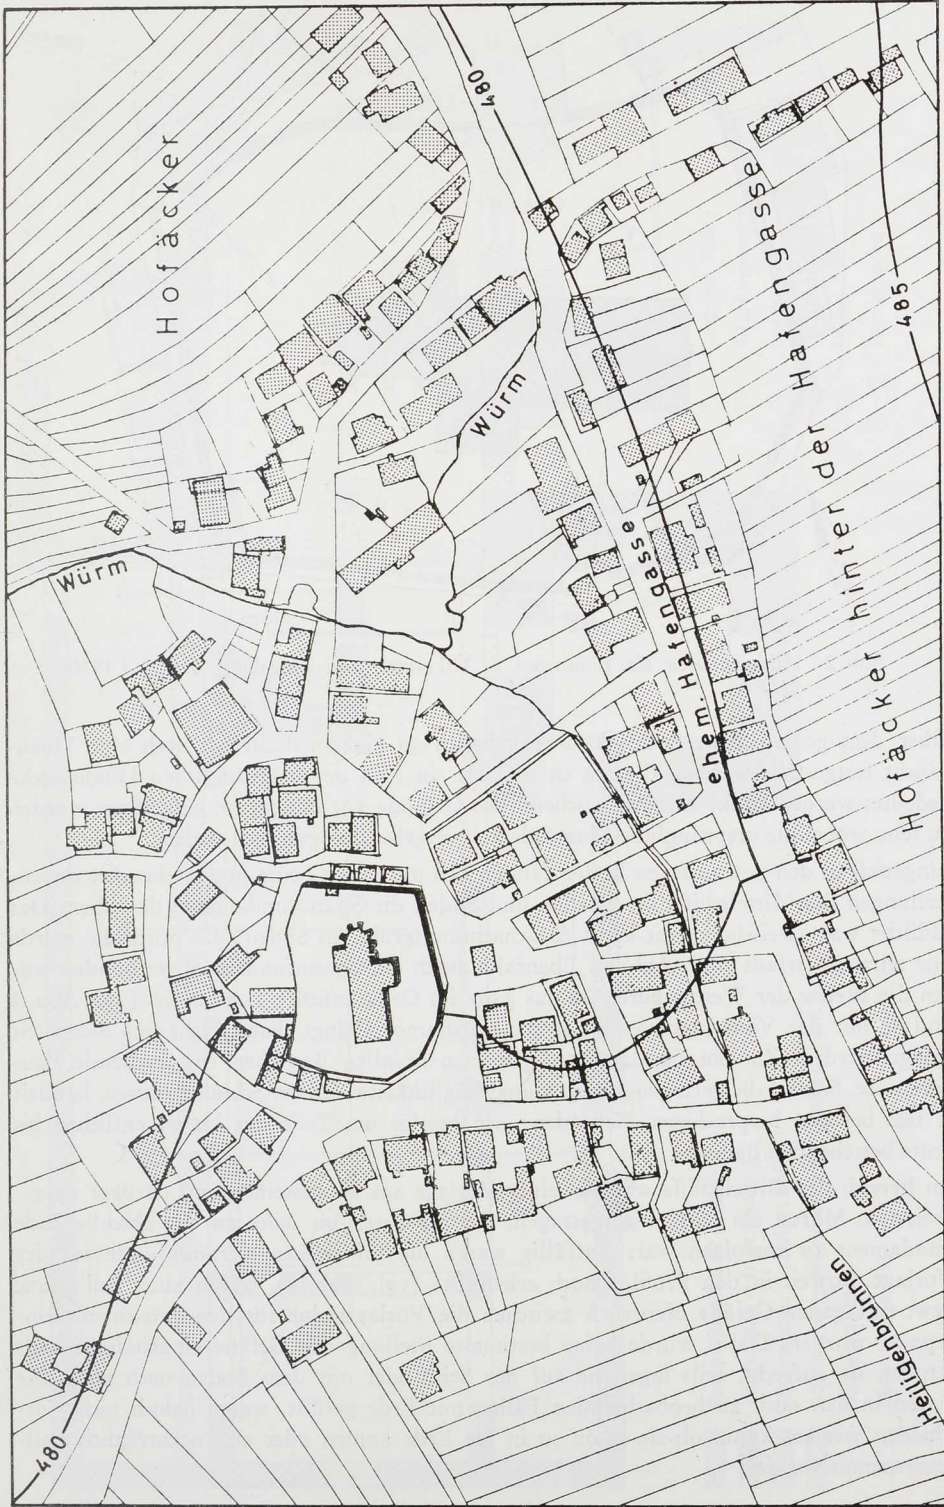 Hofäcker
480
Hofäcker hinter der Hafengasse
485
Würm
Würm
ehem. Hafengasse
Heiligenbrunnen
480